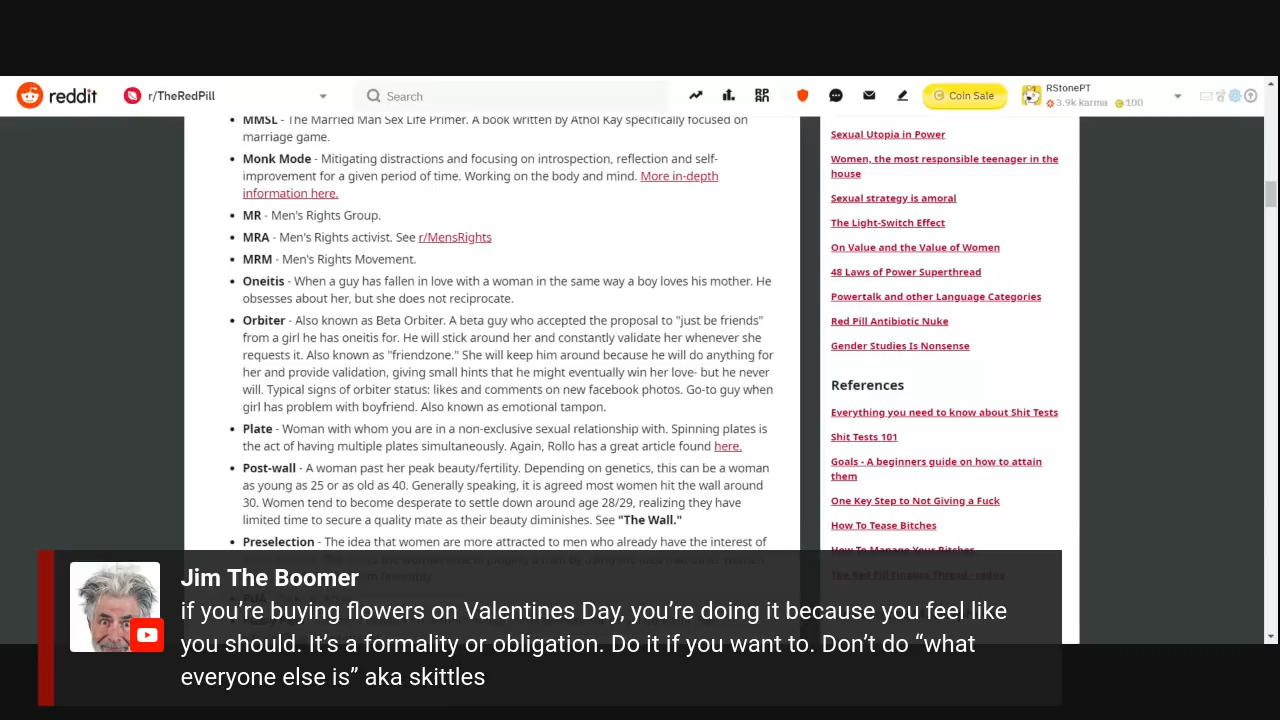 reddit
r/TheRedPill
Search
Coin Sale
RStonePT
3.9k karma
100
MMSL - The Married Man Sex Life Primer. A book written by Athol Kay specifically focused on
marriage game.
Monk Mode - Mitigating distractions and focusing on introspection, reflection and self-
improvement for a given period of time. Working on the body and mind. More in-depth
information here.
MR - Men's Rights Group.
MRA - Men's Rights activist. See r/MensRights
MRM - Men's Rights Movement.
Oneitis - When a guy has fallen in love with a woman in the same way a boy loves his mother. He
obsesses about her, but she does not reciprocate.
Orbiter - Also known as Beta Orbiter. A beta guy who accepted the proposal to "just be friends"
from a girl he has oneitis for. He will stick around her and constantly validate her whenever she
requests it. Also known as "friendzone." She will keep him around because he will do anything for
her and provide validation, giving small hints that he might eventually win her love- but he never
will. Typical signs of orbiter status: likes and comments on new facebook photos. Go-to guy when
girl has problem with boyfriend. Also known as emotional tampon.
Plate - Woman with whom you are in a non-exclusive sexual relationship with. Spinning plates is
the act of having multiple plates simultaneously. Again, Rollo has a great article found here.
Post-wall - A woman past her peak beauty/fertility. Depending on genetics, this can be a woman
as young as 25 or as old as 40. Generally speaking, it is agreed most women hit the wall around
30. Women tend to become desperate to settle down around age 28/29, realizing they have
limited time to secure a quality mate as their beauty diminishes. See "The Wall."
Preselection - The idea that women are more attracted to men who already have the interest of
Sexual Utopia in Power
Women, the most responsible teenager in the
house
Sexual strategy is amoral
The Light-Switch Effect
On Value and the Value of Women
48 Laws of Power Superthread
Powertalk and other Language Categories
Red Pill Antibiotic Nuke
Gender Studies Is Nonsense
References
Everything you need to know about Shit Tests
Shit Tests 101
Goals - A beginners guide on how to attain
them
One Key Step to Not Giving a Fuck
How To Tease Bitches
How To Manage Your Bitches
The Red Pill Finance Thread - redux
Jim The Boomer
if you’re buying flowers on Valentines Day, you’re doing it because you feel like
you should. It’s a formality or obligation. Do it if you want to. Don’t do “what
everyone else is” aka skittles